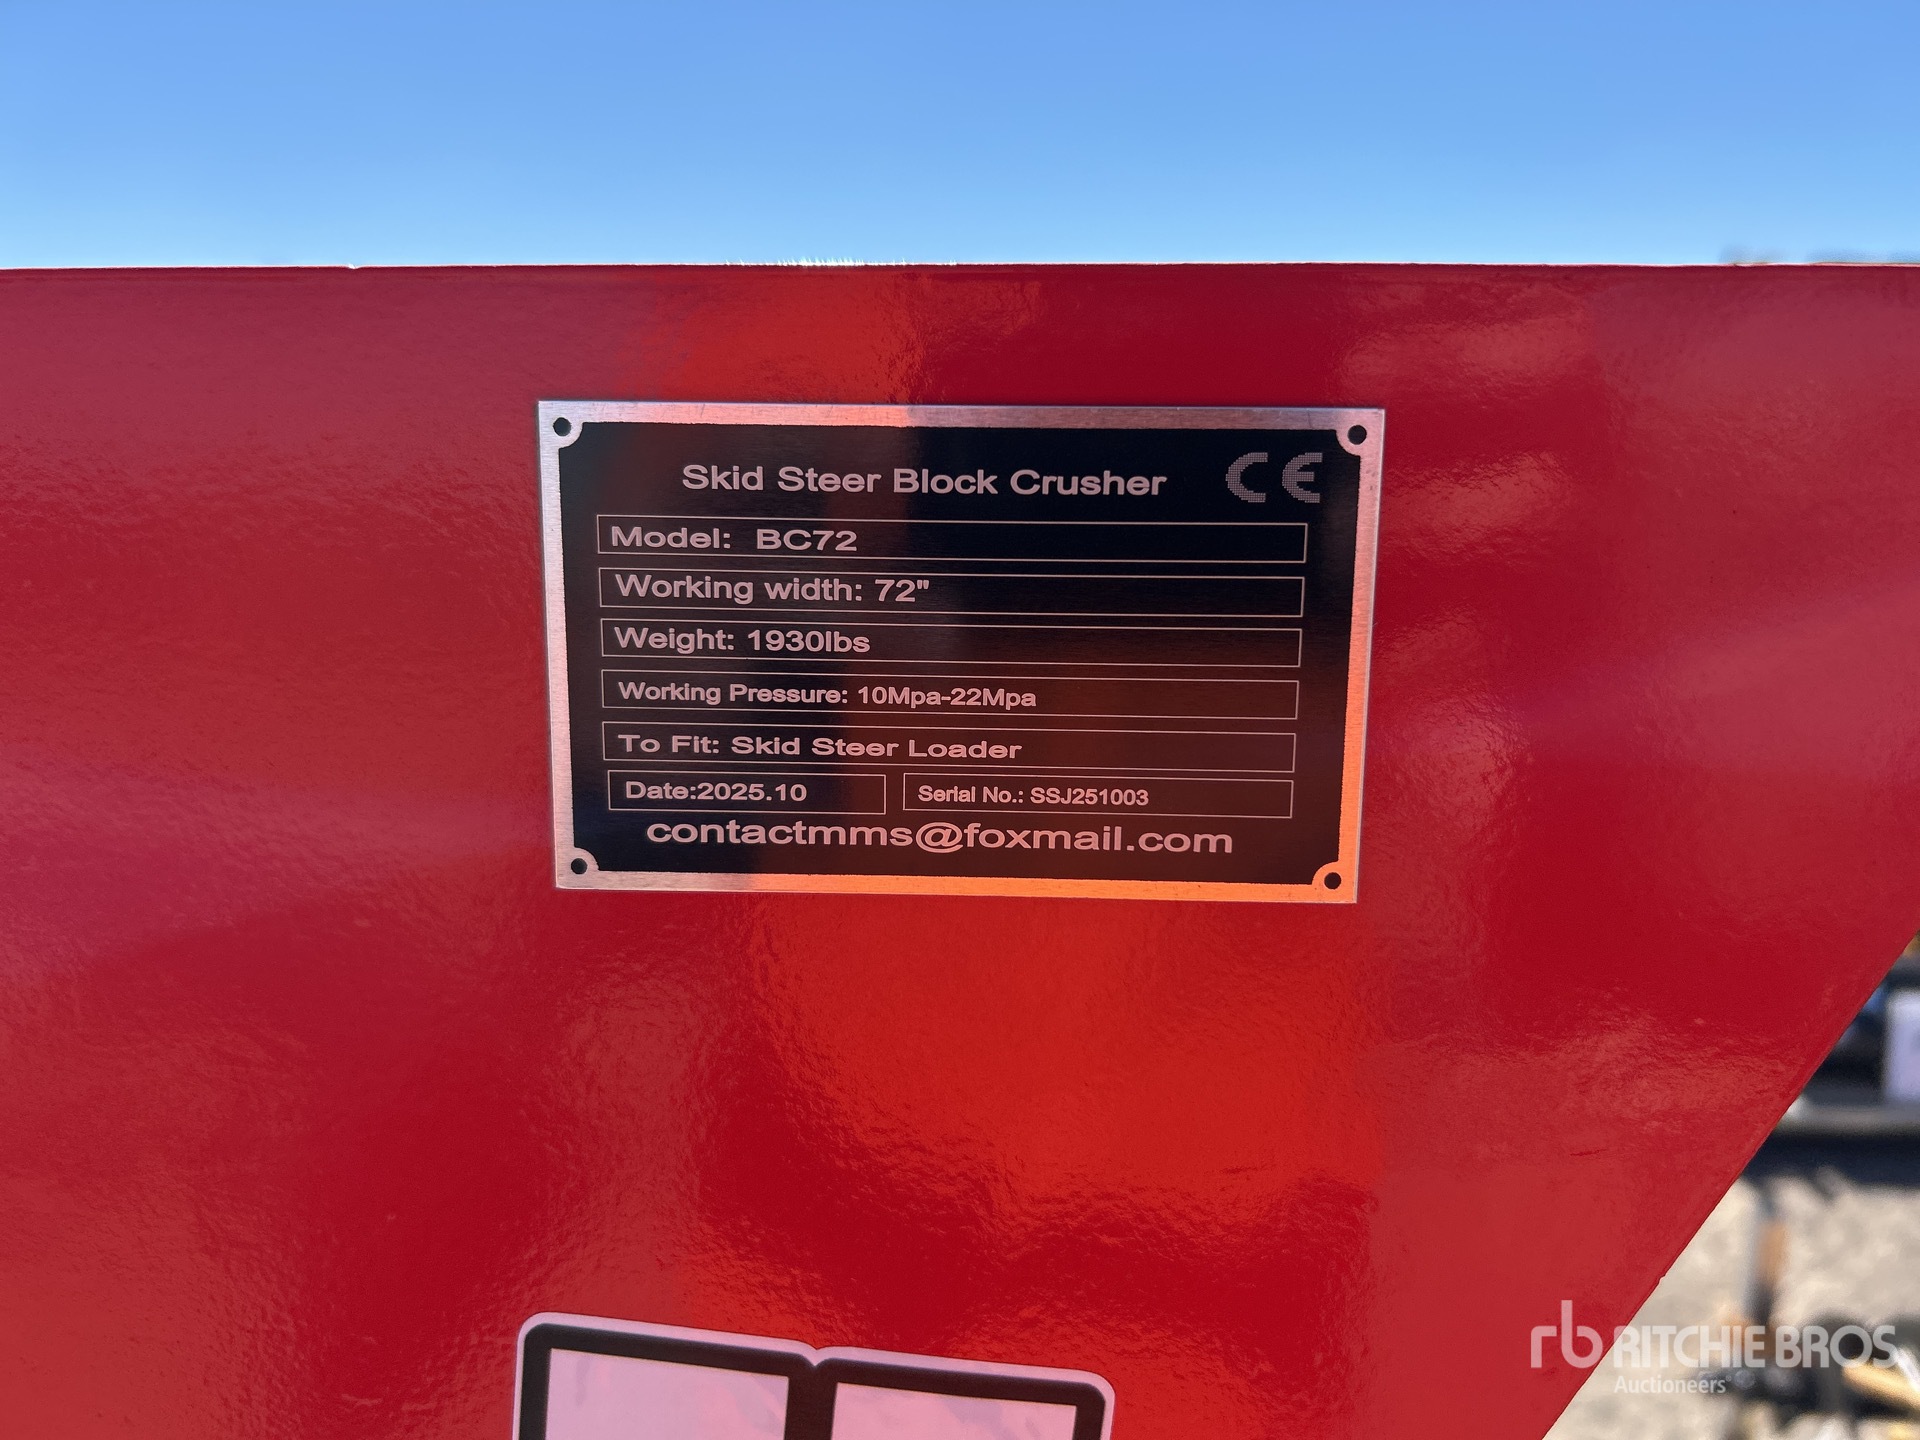 Skid Steer Block Crusher CE
Model: BC72
Working width: 72"
Weight: 1930lbs
Working Pressure: 10Mpa-22Mpa
To Fit: Skid Steer Loader
Date:2025.10 Serial No.: SSJ251003
contactmms@foxmail.com
rb RITCHIE BROS
Auctioneers